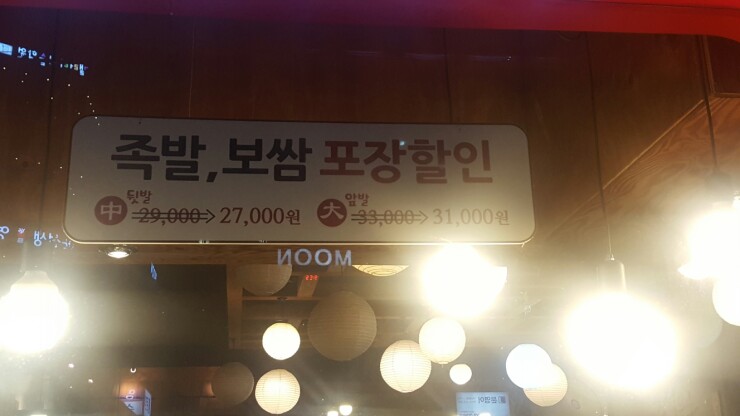 족발,보쌈 포장할인
中 뒷발 29,000→27,000원 大 앞발 33,000→31,000원
MOON